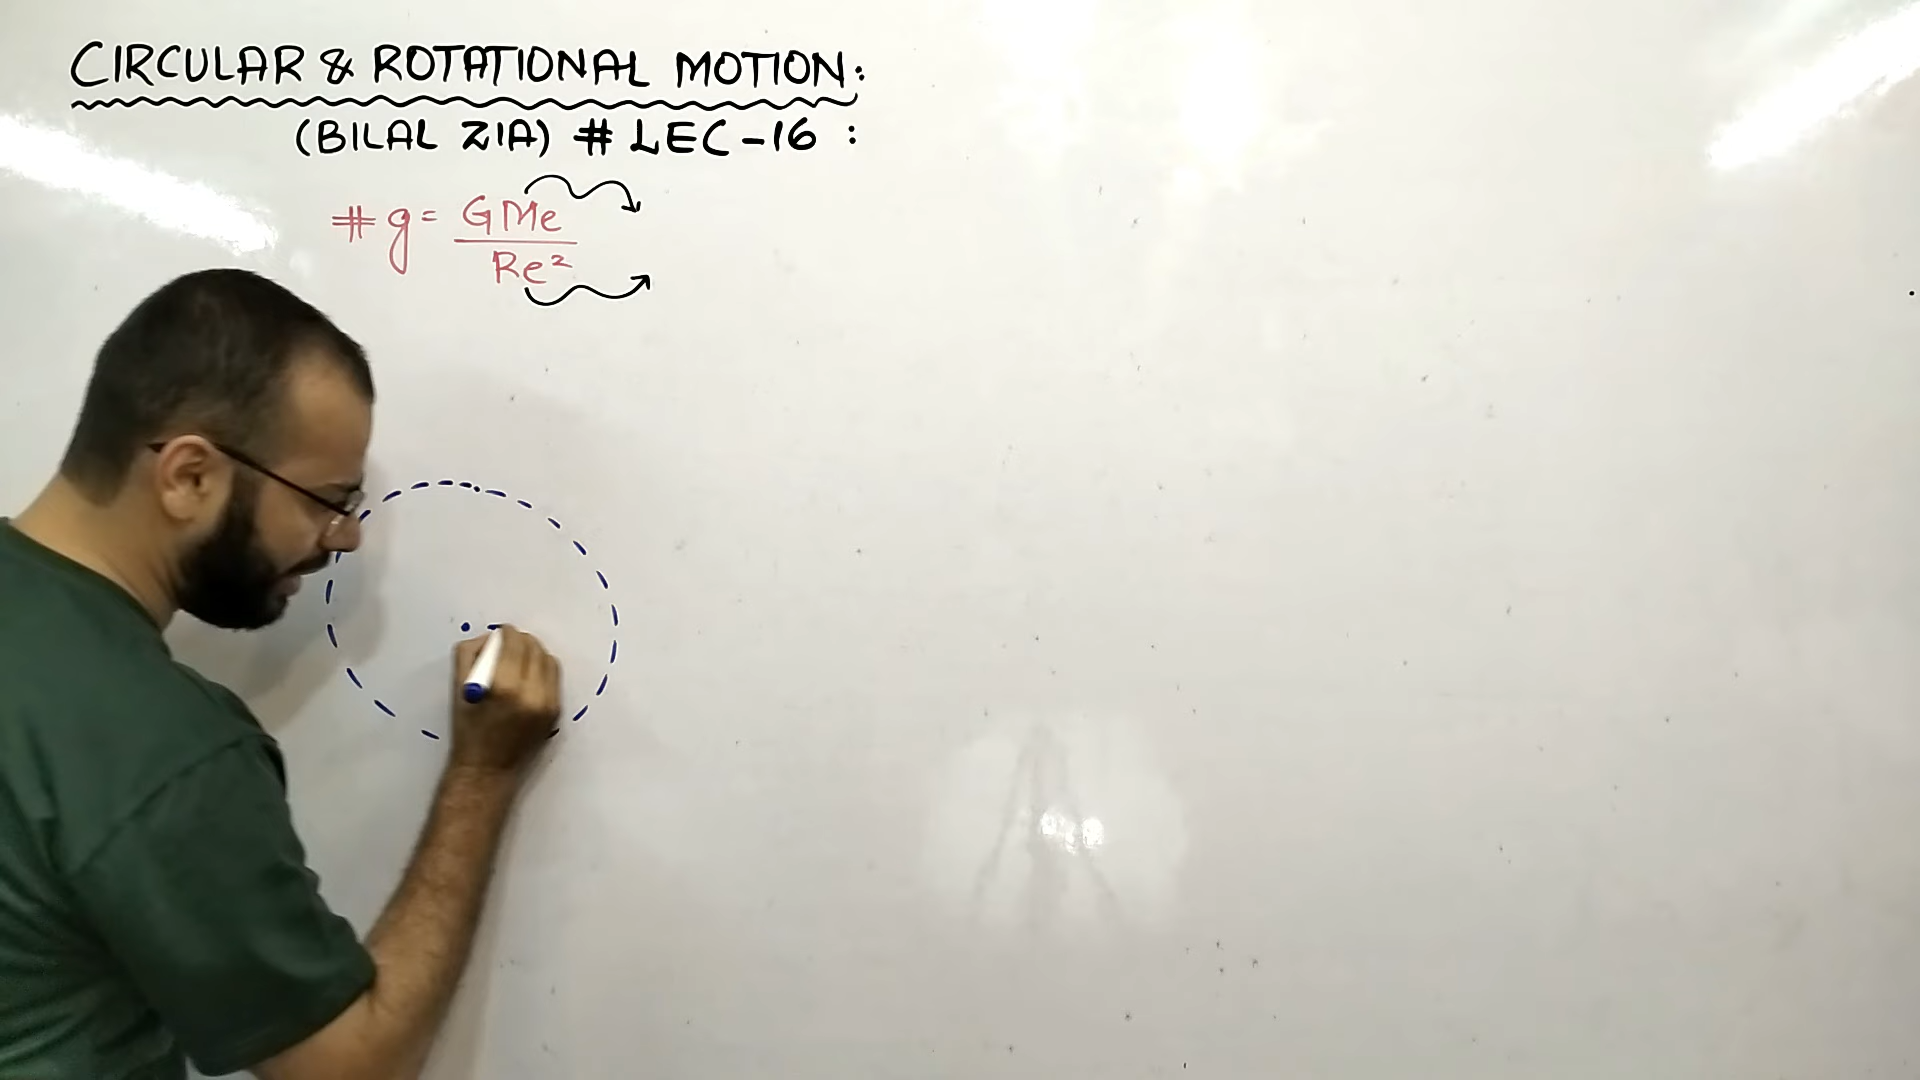 CIRCULAR & ROTATIONAL MOTION:
(BILAL ZIA) # LEC-16 :
# g = GMe
Re²